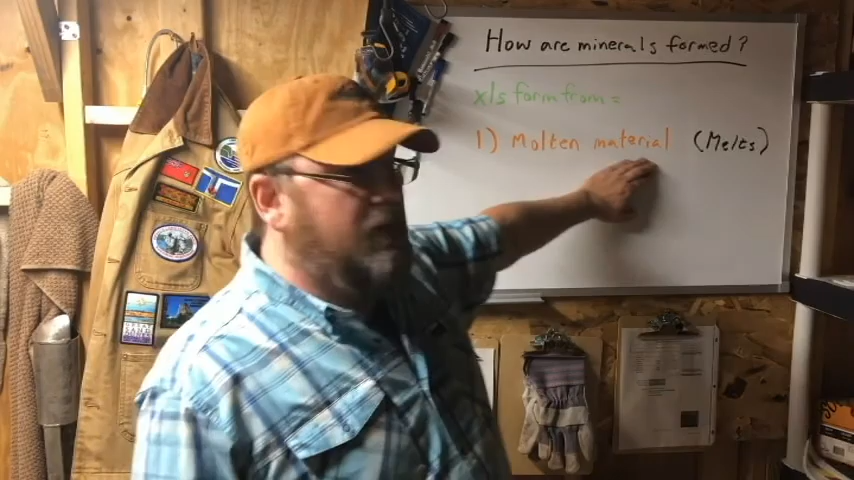 How are minerals formed?
xls form from=
1) Molten material (Melts)